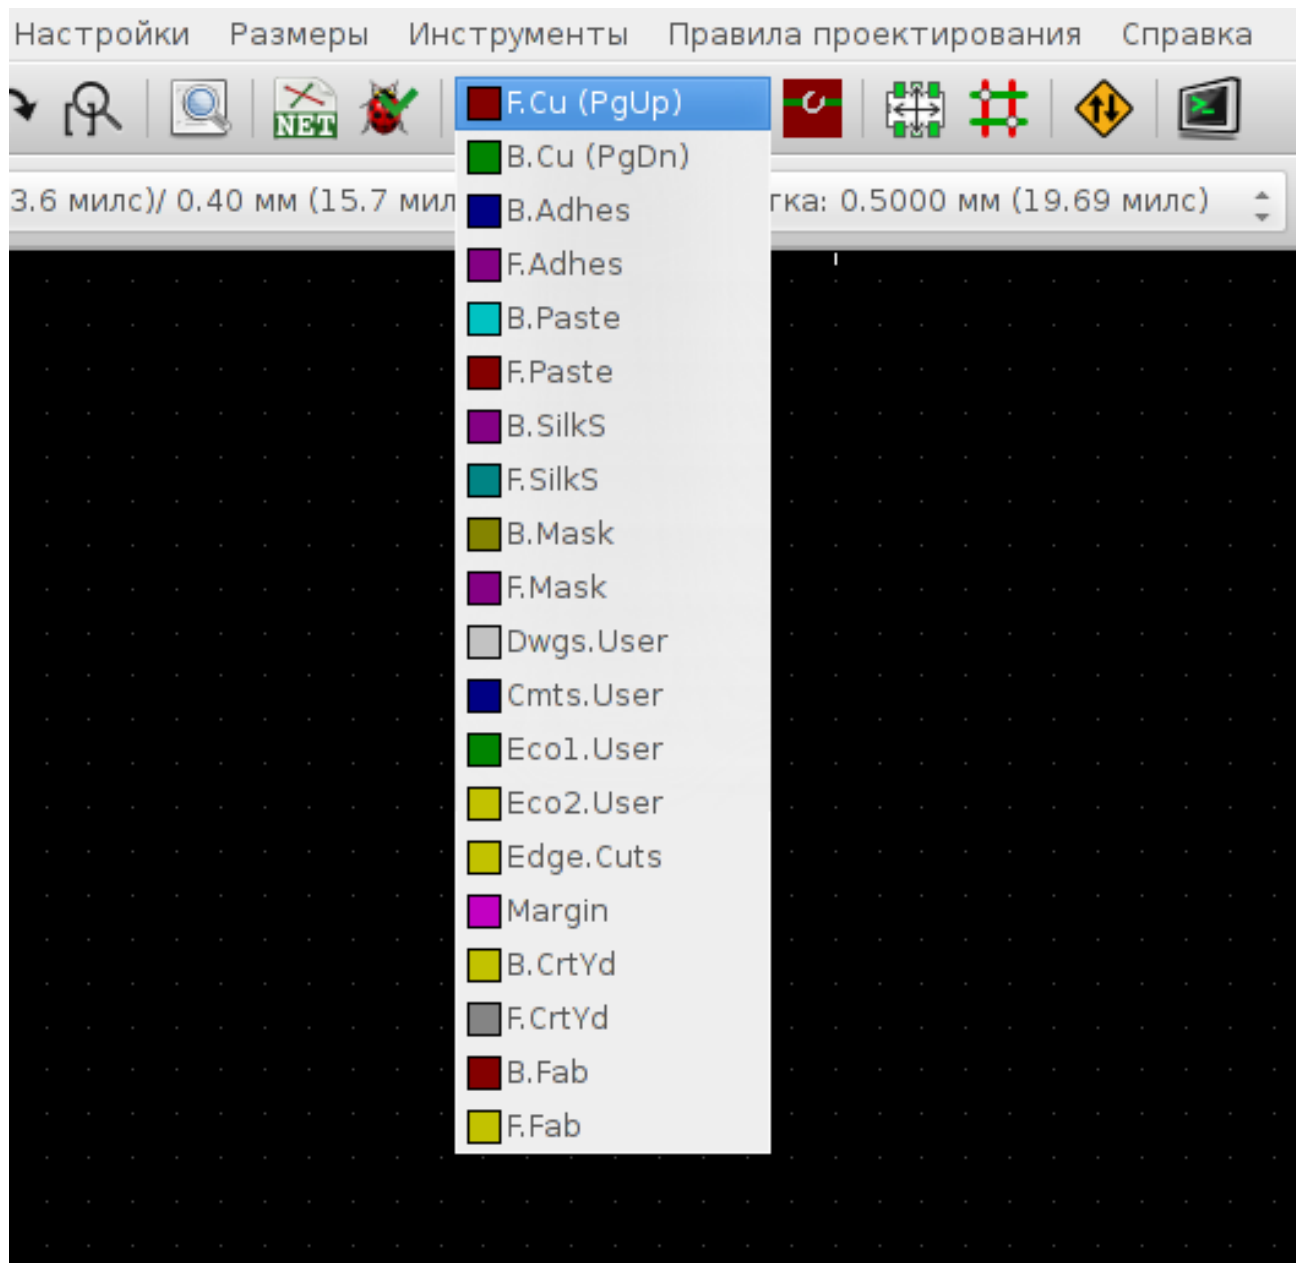 Настройки Размеры Инструменты Правила проектирования Справка
NET
F.Cu (PgUp)
3.6 милс)/ 0.40 мм (15.7 0.5000 мм (19.69 милс)
B.Cu (PgDn)
B.Adhes
F.Adhes
B.Paste
F.Paste
B.SilkS
F.SilkS
B.Mask
F.Mask
Dwgs.User
Cmts.User
Eco1.User
Eco2.User
Edge.Cuts
Margin
B.CrtYd
F.CrtYd
B.Fab
F.Fab